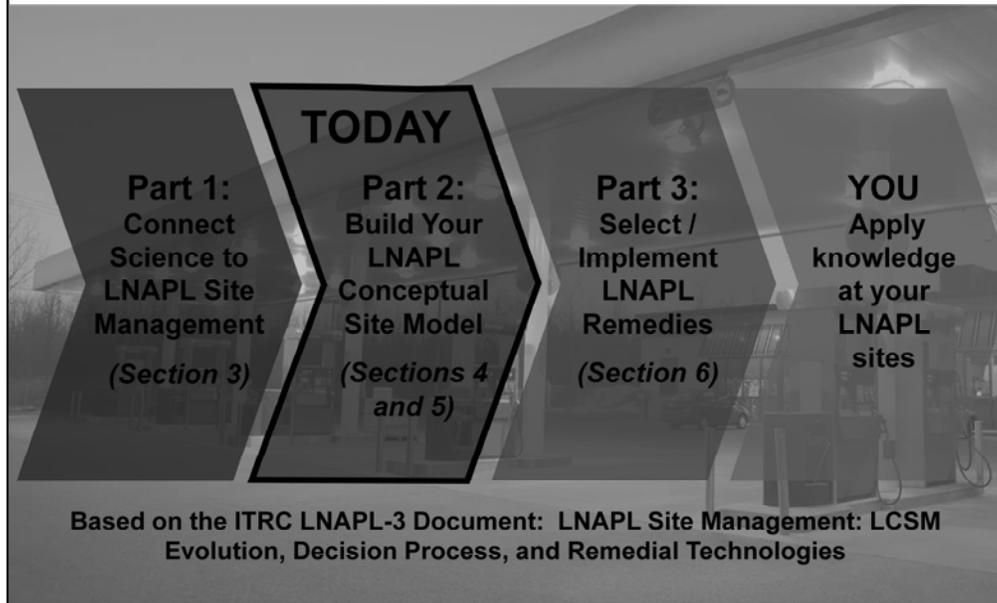 TODAY
Part 1:
Connect
Science to
LNAPL Site
Management
(Section 3)
Part 2:
Build Your
LNAPL
Conceptual
Site Model
(Sections 4
and 5)
Part 3:
Select /
Implement
LNAPL
Remedies
(Section 6)
YOU
Apply
knowledge
at your
LNAPL
sites
Based on the ITRC LNAPL-3 Document: LNAPL Site Management: LCSM
Evolution, Decision Process, and Remedial Technologies